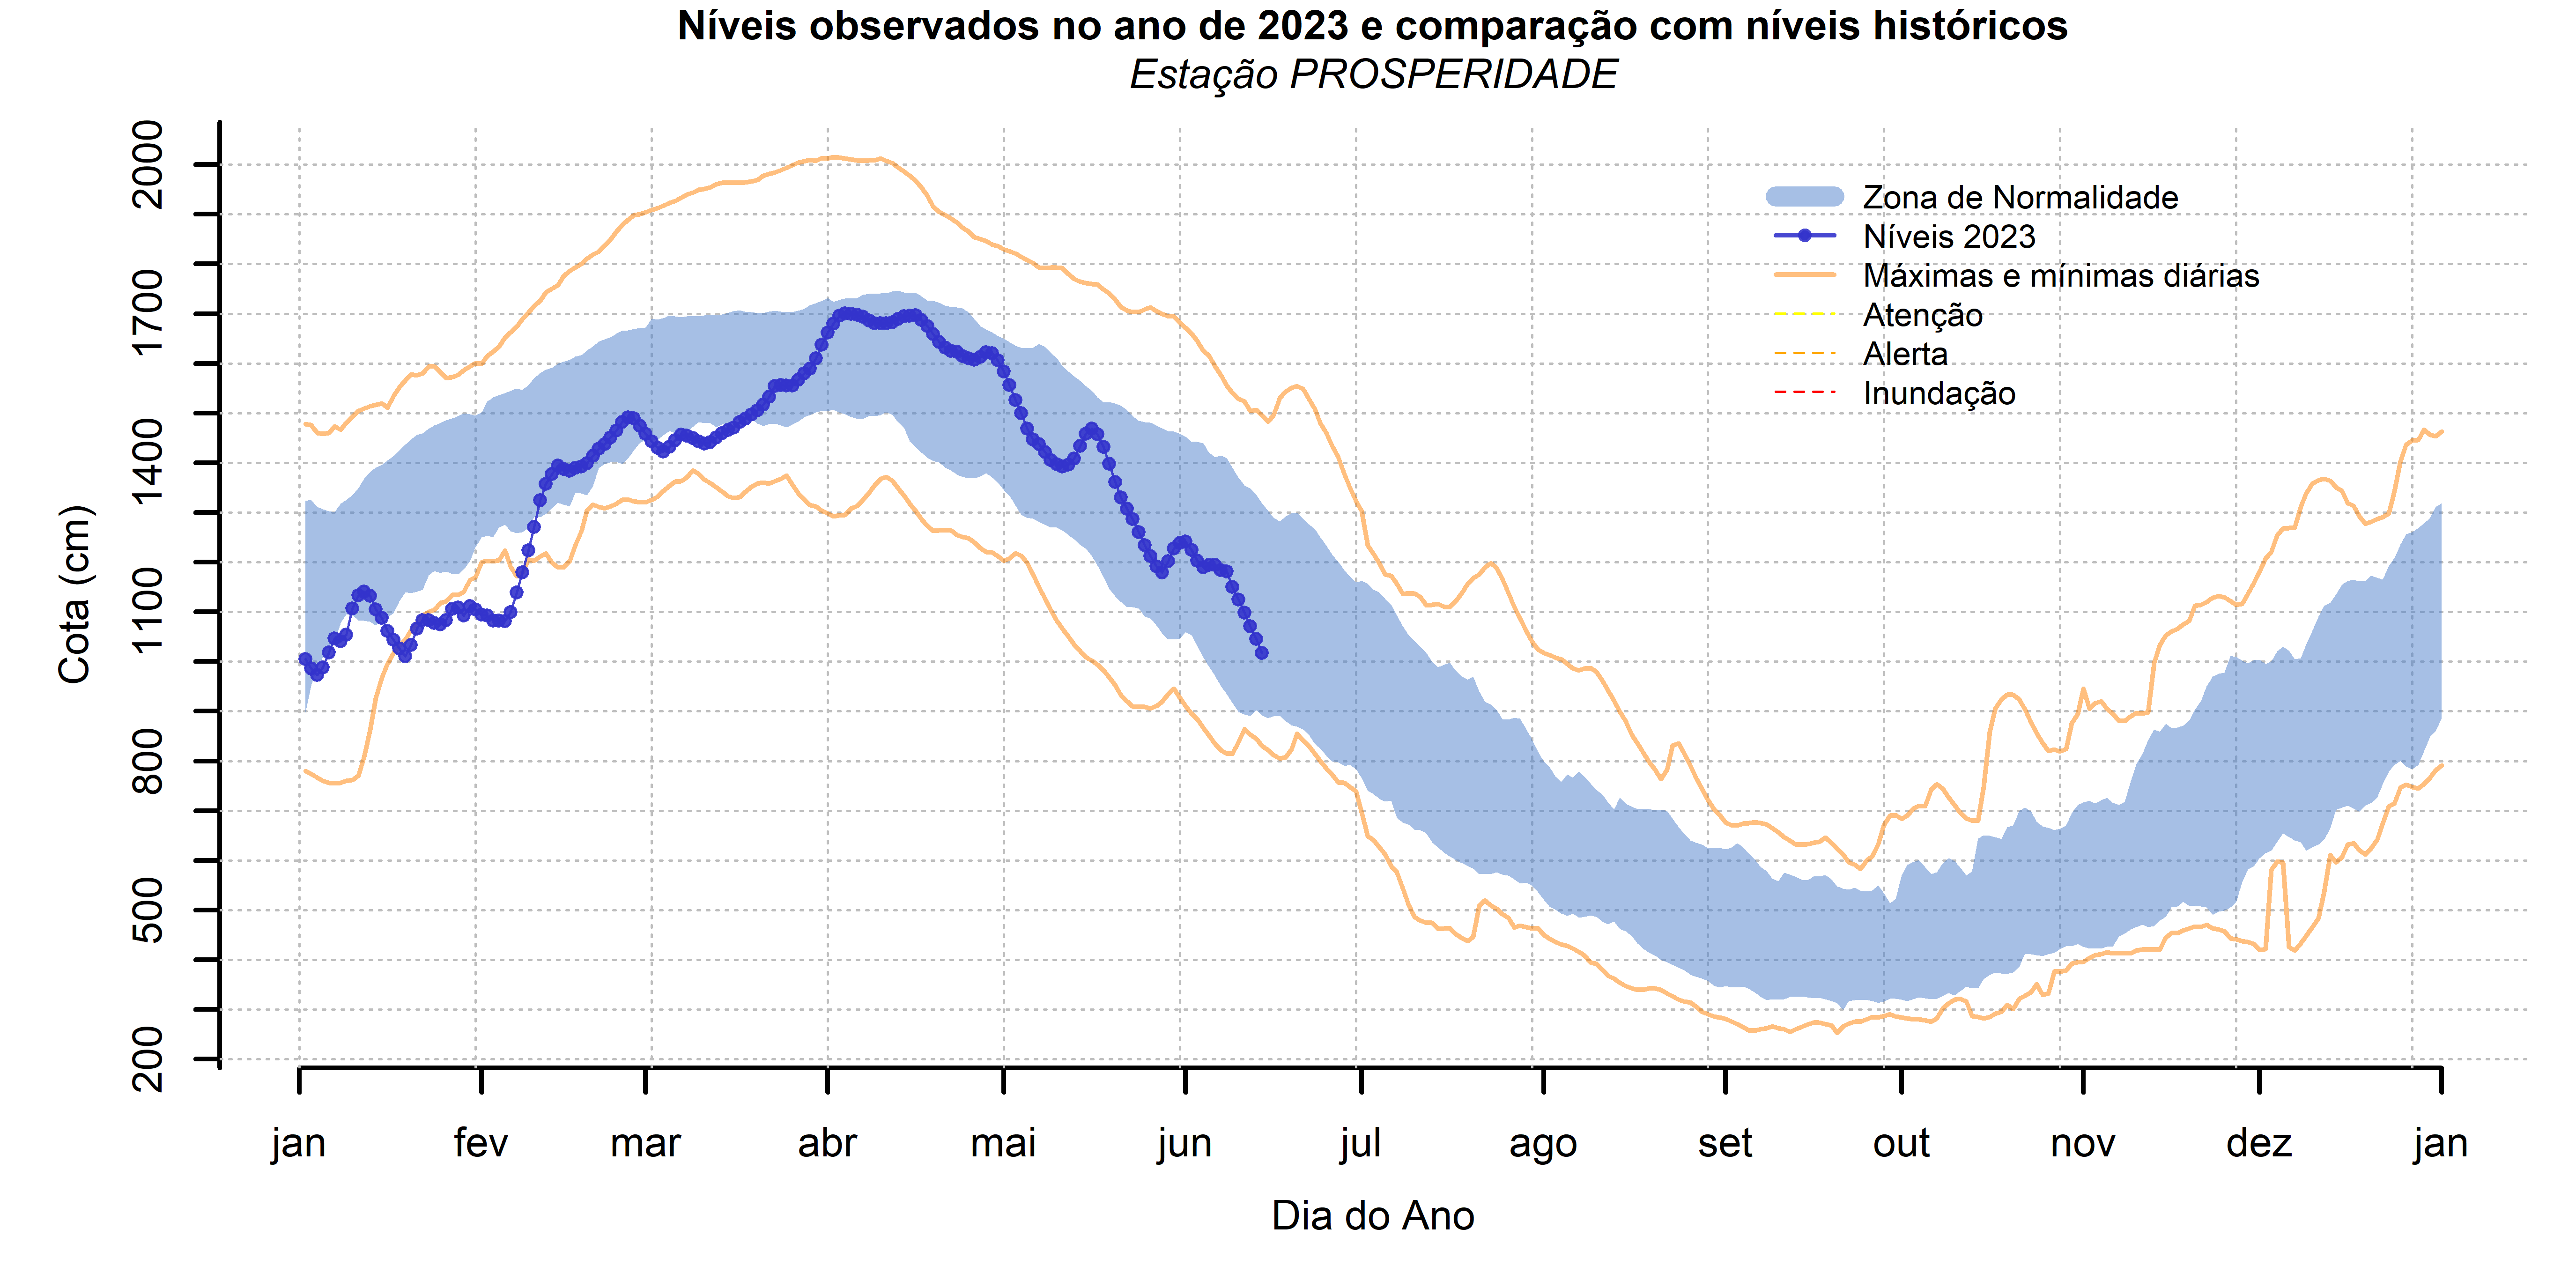 Níveis observados no ano de 2023 e comparação com níveis históricos
Estação PROSPERIDADE
Zona de Normalidade
Níveis 2023
Máximas e mínimas diárias
Atenção
Alerta
Inundação
Cota (cm)
2000
1700
1400
1100
800
500
200
jan fev mar abr mai jun jul ago set out nov dez jan
Dia do Ano